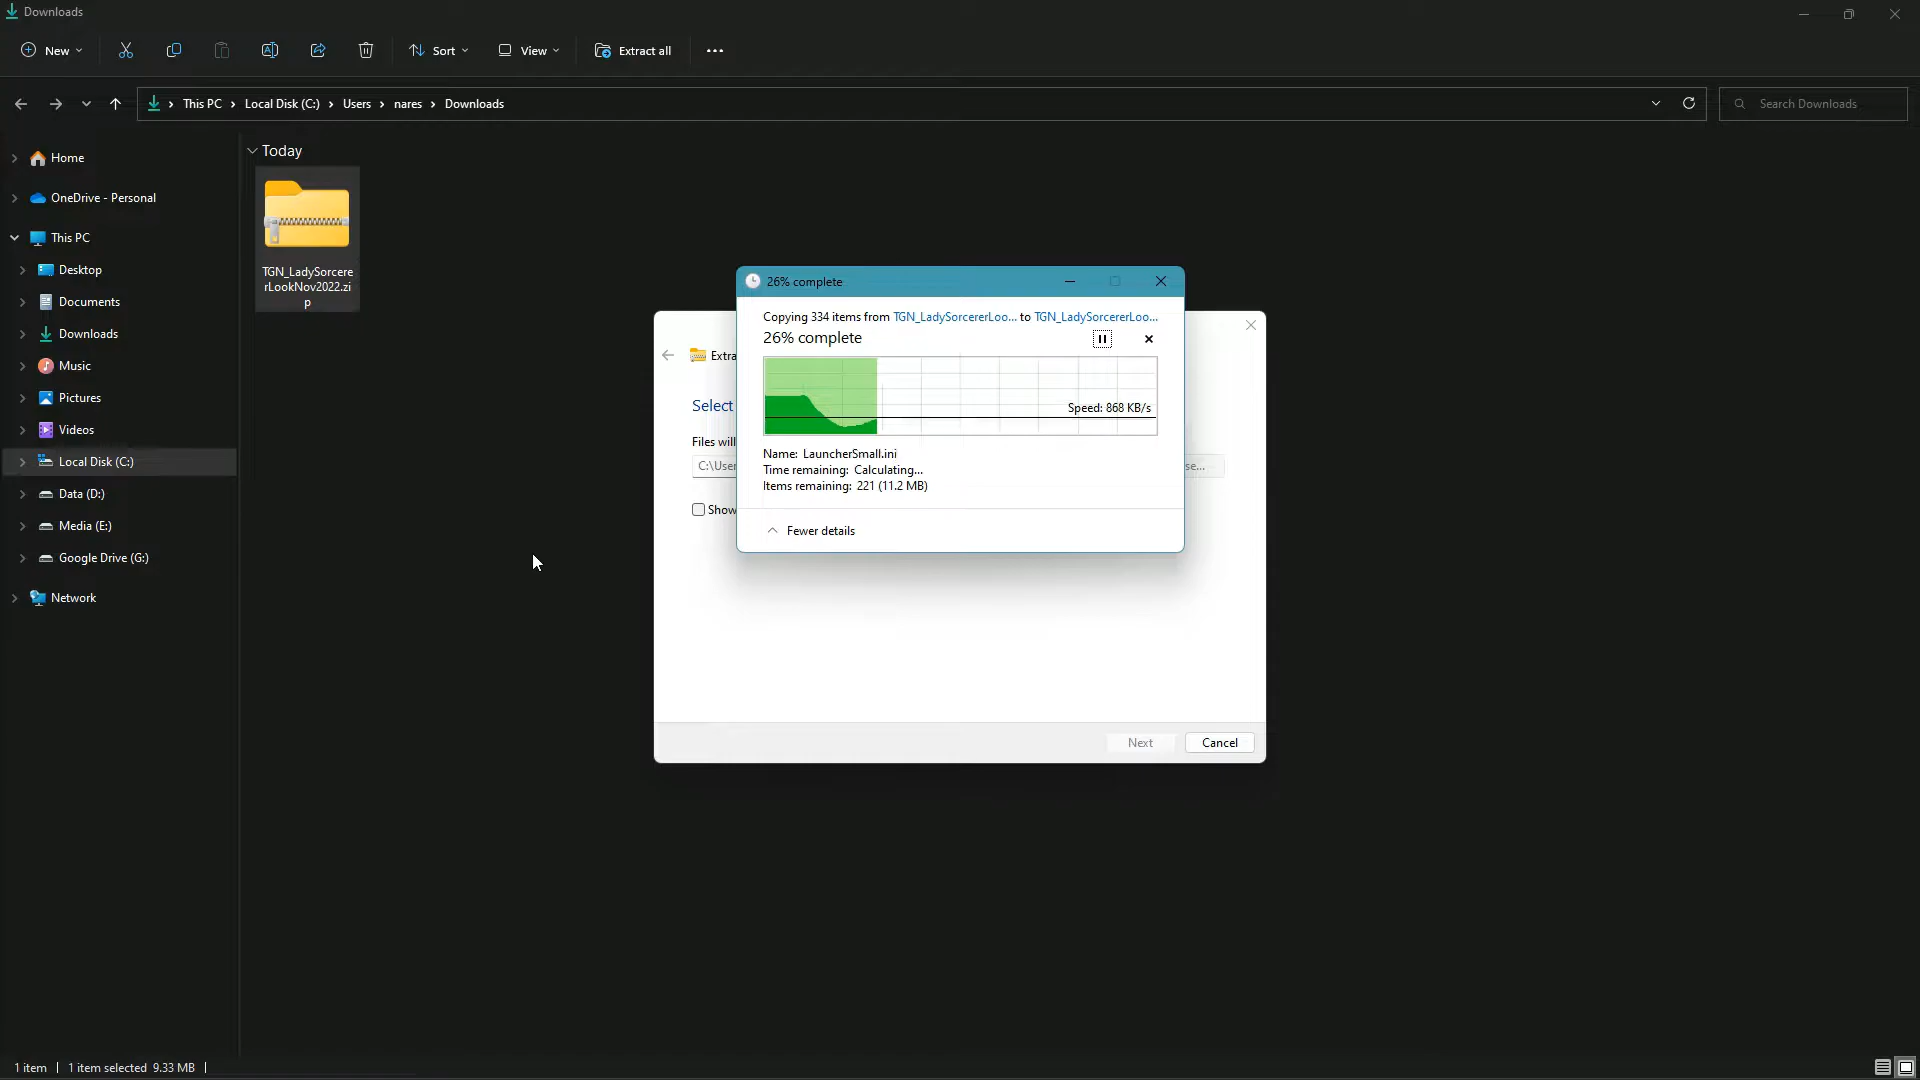 Downloads
New
Sort
View
Extract all
This PC
Local Disk (C:)
Users
nares
Downloads
Search Downloads
Home
OneDrive - Personal
This PC
Desktop
Documents
Downloads
Music
Pictures
Videos
Local Disk (C:)
Data (D:)
Media (E:)
Google Drive (G:)
Network
Today
TGN_LadySorcere
rLookNov2022.zi
p
Extra
Select
Files will
C:\User
se...
Show
Next
Cancel
26% complete
Copying 334 items from TGN_LadySorcererLoo... to TGN_LadySorcererLoo...
26% complete
Speed: 868 KB/s
Name: LauncherSmall.ini
Time remaining: Calculating...
Items remaining: 221 (11.2 MB)
Fewer details
1 item
1 item selected 9.33 MB